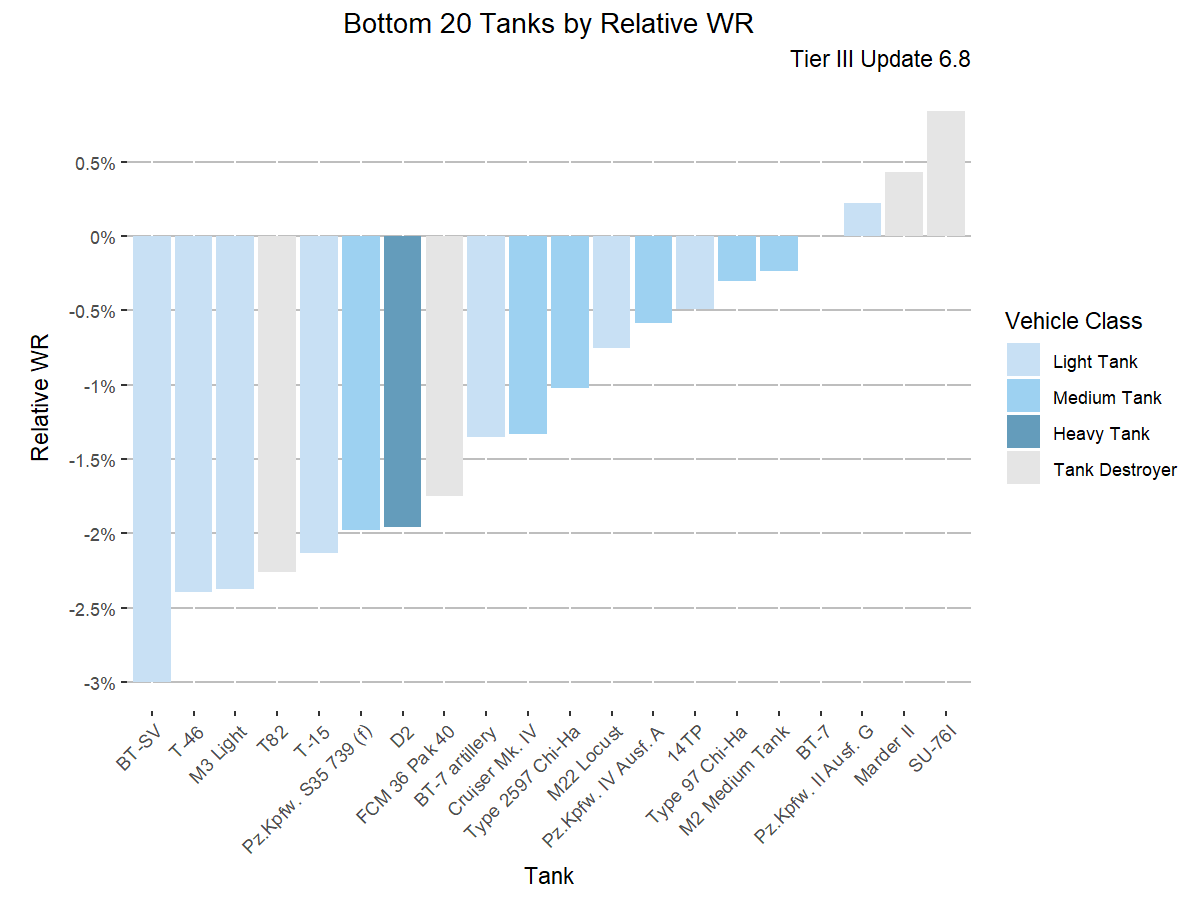 Bottom 20 Tanks by Relative WR
Tier III Update 6.8
0.5%
0%
-0.5%
-1%
-1.5%
-2%
-2.5%
-3%
Relative WR
BT-SV
T-46
M3 Light
T82
T-15
Pz.Kpfw. S35 739 (f)
D2
FCM 36 Pak 40
BT-7 artillery
Cruiser Mk. IV
Type 2597 Chi-Ha
M22 Locust
Pz.Kpfw. IV Ausf. A
14TP
Type 97 Chi-Ha
M2 Medium Tank
BT-7
Pz.Kpfw. II Ausf. G
Marder II
SU-76I
Tank
Vehicle Class
Light Tank
Medium Tank
Heavy Tank
Tank Destroyer